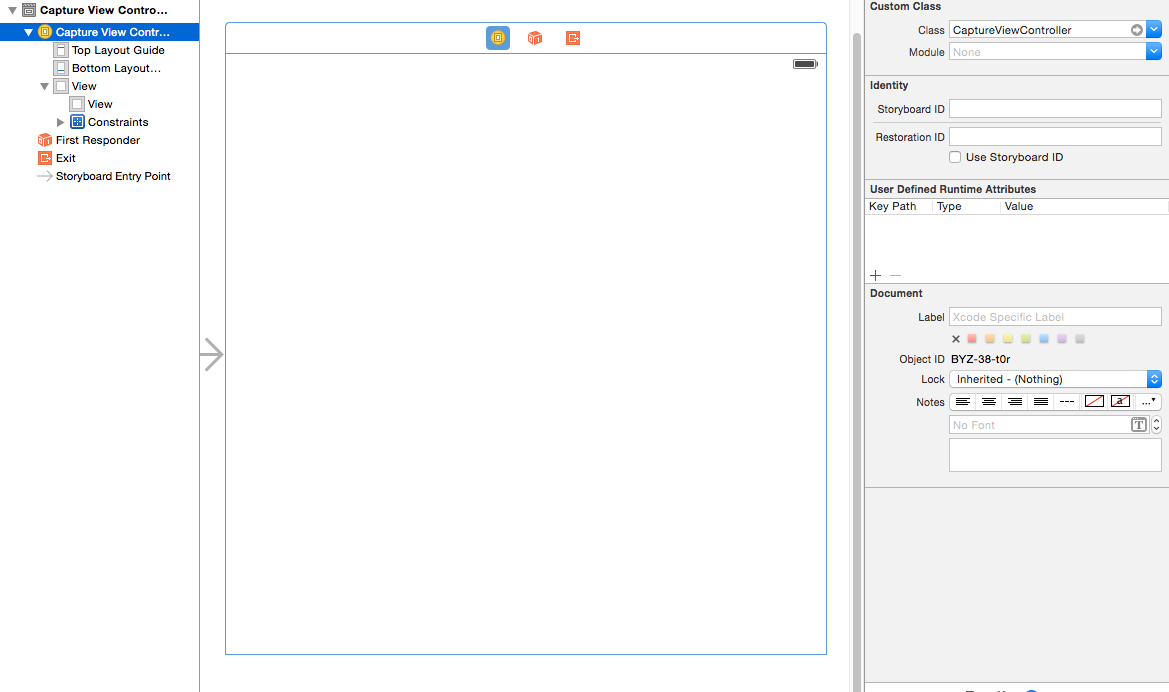 Capture View Contro...
Capture View Contr...
Top Layout Guide
Bottom Layout...
View
View
Constraints
First Responder
Exit
Storyboard Entry Point
Custom Class
Class CaptureViewController
Module None
Identity
Storyboard ID
Restoration ID
Use Storyboard ID
User Defined Runtime Attributes
Key Path Type Value
Document
Label Xcode Specific Label
Object ID BYZ-38-t0r
Lock Inherited - (Nothing)
Notes
No Font